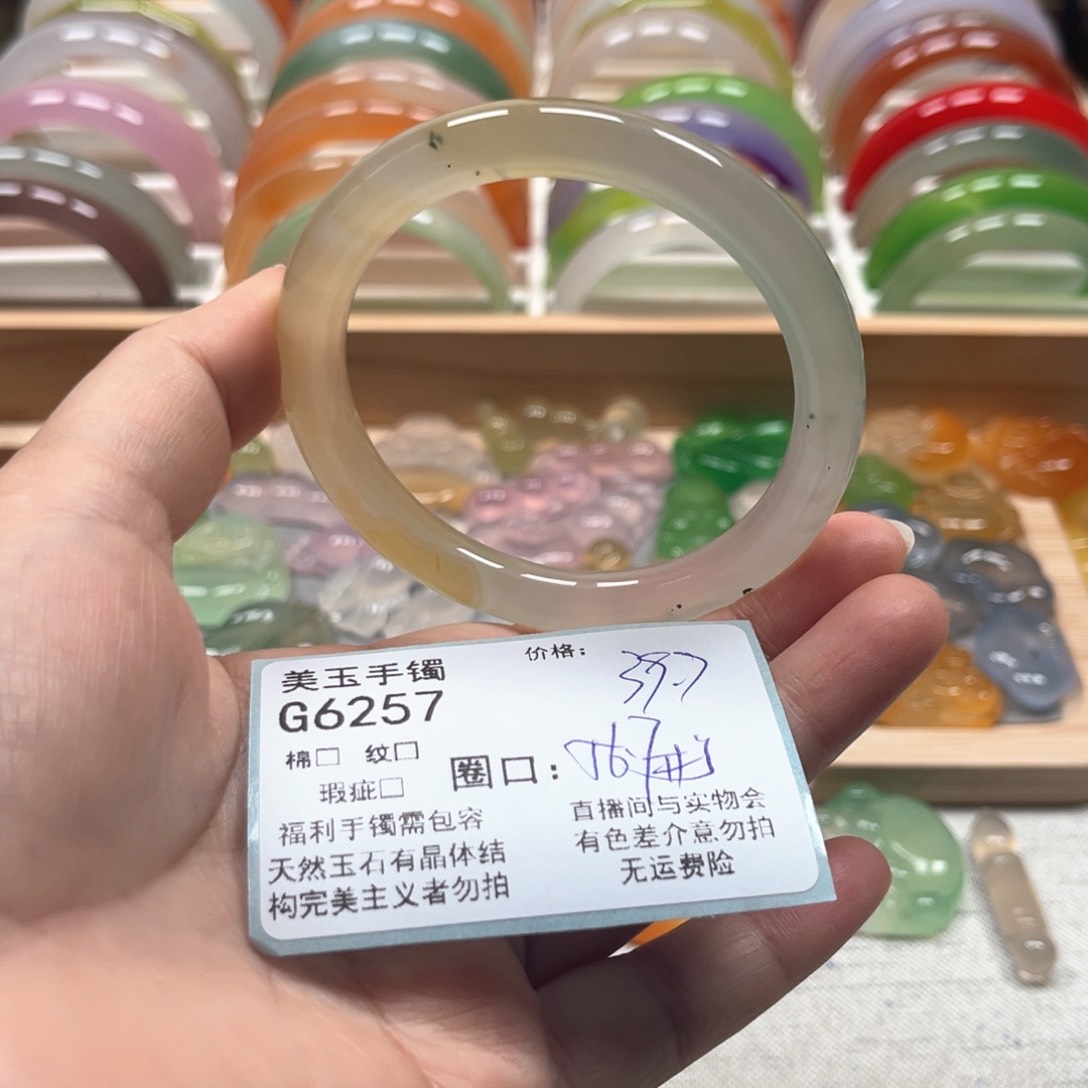 美玉手镯
价格:
G6257
棉□ 纹□
圈口:
瑕疵□
福利手镯需包容
天然玉石有晶体结
构完美主义者勿拍
直播间与实物会
有色差介意勿拍
无运费险